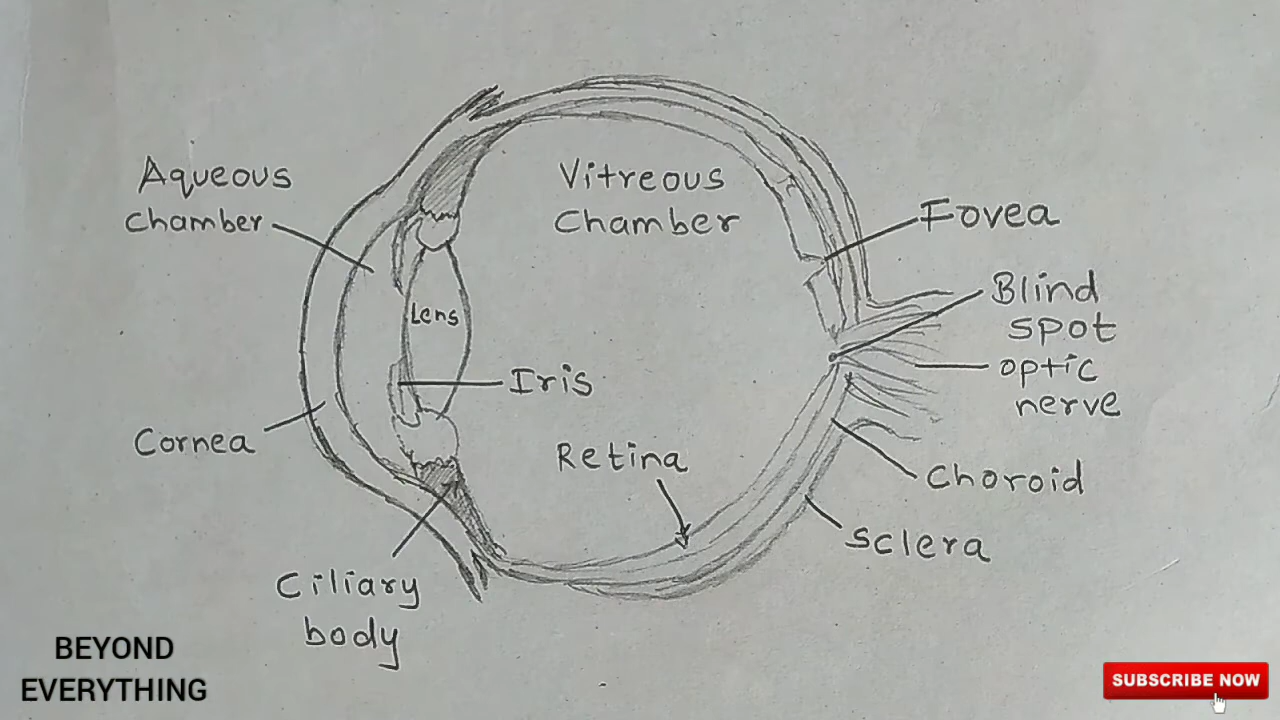 Aqueous
chamber
Vitreous
Chamber
Fovea
Blind
spot
optic
nerve
Lens
Iris
Cornea
Retina
Choroid
Sclera
Ciliary
body
BEYOND
EVERYTHING
SUBSCRIBE NOW